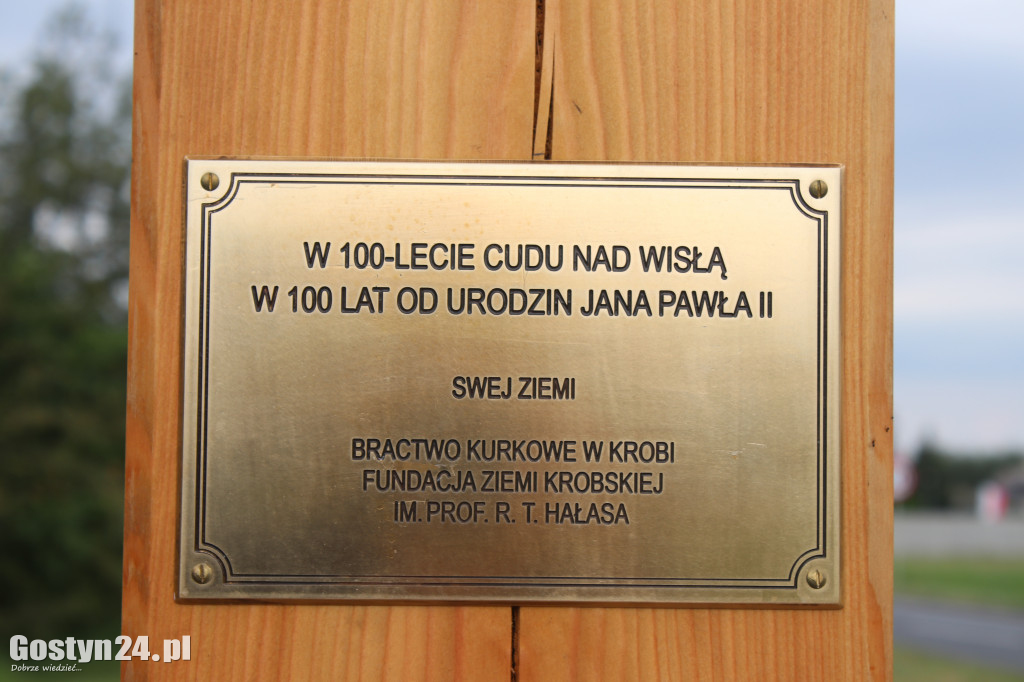 W 100-LECIE CUDU NAD WISŁĄ
W 100 LAT OD URODZIN JANA PAWŁA II
SWEJ ZIEMI
BRACTWO KURKOWE W KROBI
FUNDACJA ZIEMI KROBSKIEJ
IM. PROF. R. T. HAŁASA
Gostyn24.pl
Dobrze wiedzieć...